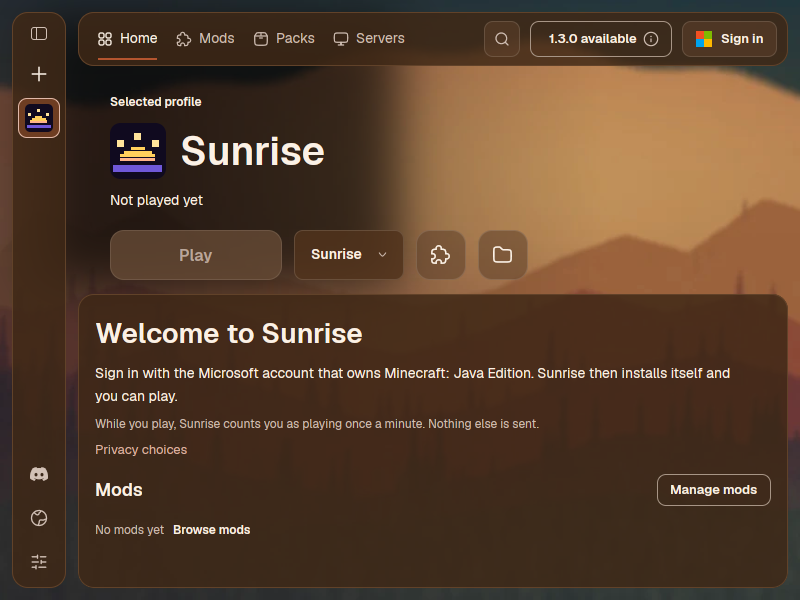 Home
Mods
Packs
Servers
1.3.0 available
Sign in
Selected profile
Sunrise
Not played yet
Play
Sunrise
Welcome to Sunrise
Sign in with the Microsoft account that owns Minecraft: Java Edition. Sunrise then installs itself and
you can play.
While you play, Sunrise counts you as playing once a minute. Nothing else is sent.
Privacy choices
Mods
Manage mods
No mods yet
Browse mods